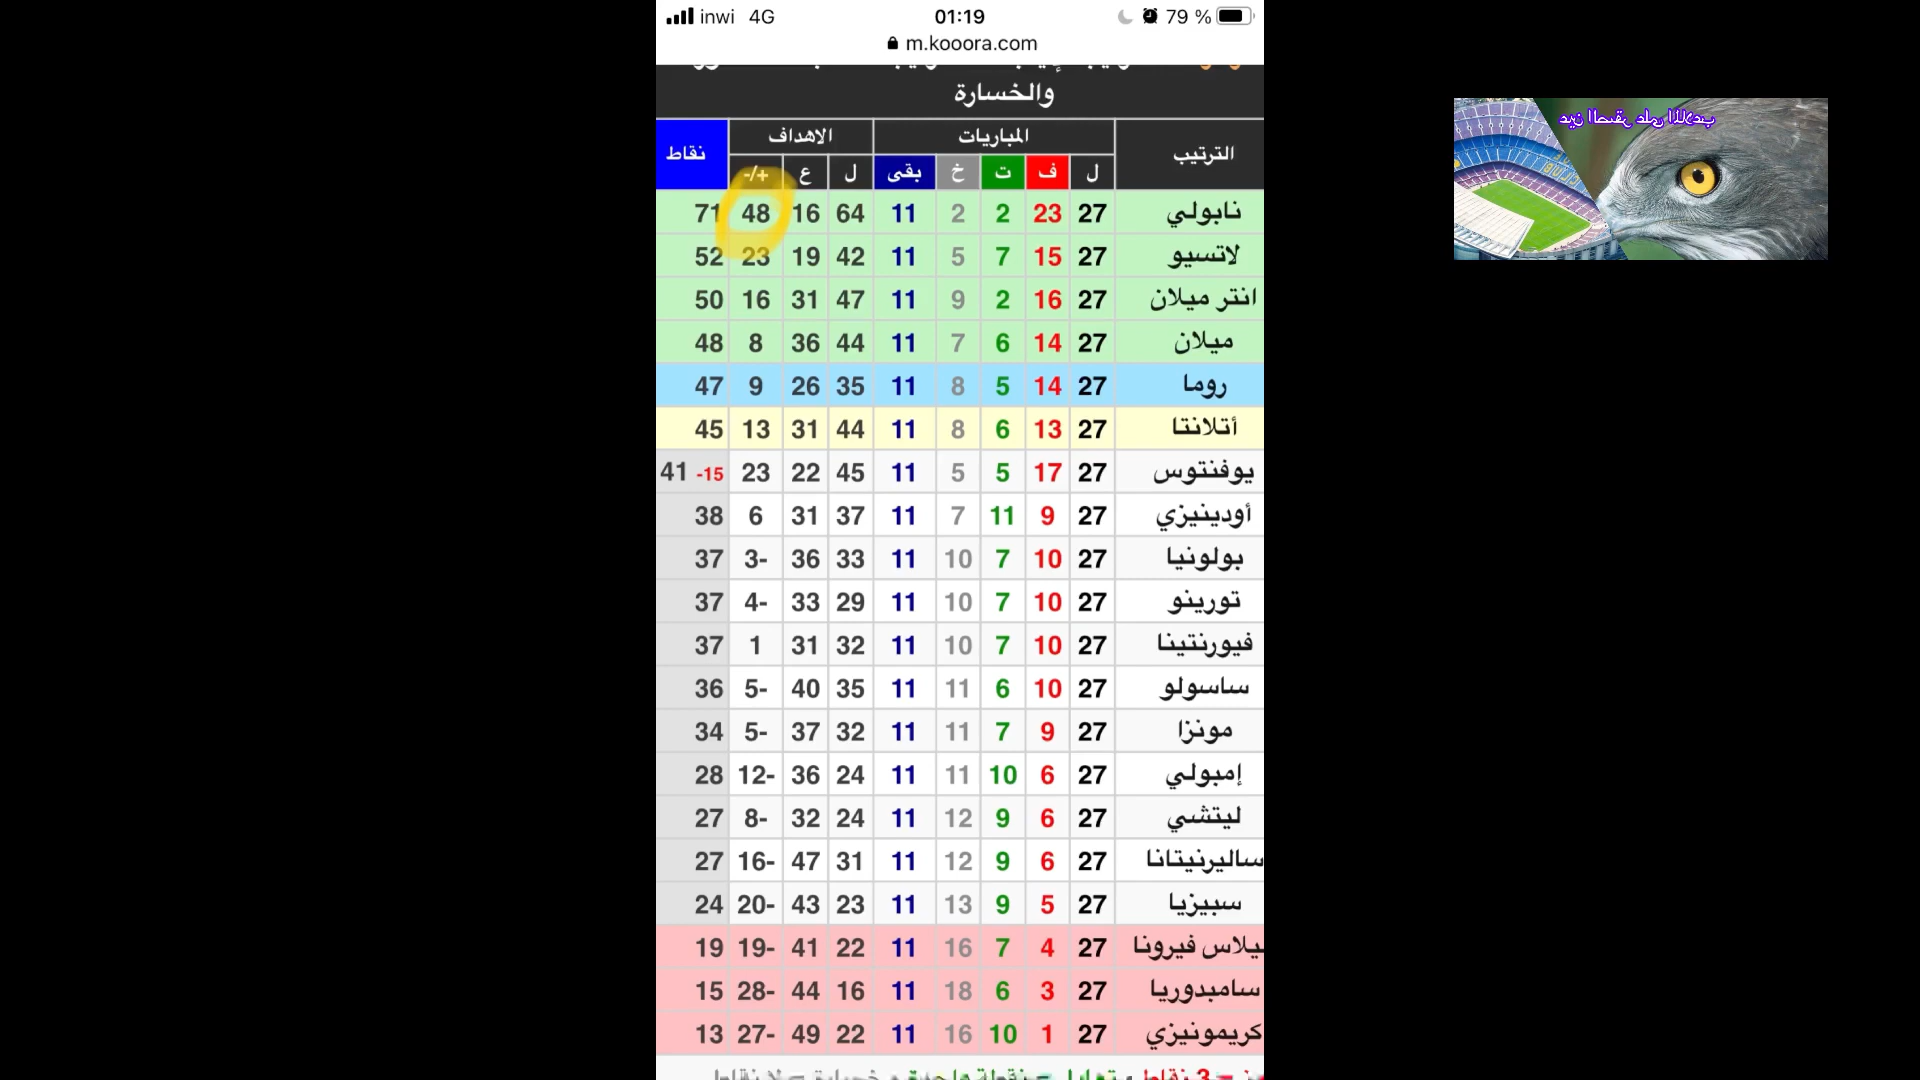 inwi 4G 01:19 79 %
m.kooora.com
والخسارة
الترتيب المباريات الاهداف نقاط
ل ف ت خ بقى ل ع +/-
نابولي 27 23 2 2 11 64 16 48 71
لاتسيو 27 15 7 5 11 42 19 23 52
انتر ميلان 27 16 2 9 11 47 31 16 50
ميلان 27 14 6 7 11 44 36 8 48
روما 27 14 5 8 11 35 26 9 47
أتلانتا 27 13 6 8 11 44 31 13 45
يوفنتوس 27 17 5 5 11 45 22 23 41 -15
أودينيزي 27 9 11 7 11 37 31 6 38
بولونيا 27 10 7 10 11 33 36 3- 37
تورينو 27 10 7 10 11 29 33 4- 37
فيورنتينا 27 10 7 10 11 32 31 1 37
ساسولو 27 10 6 11 11 35 40 5- 36
مونزا 27 9 7 11 11 32 37 5- 34
إمبولي 27 6 10 11 11 24 36 12- 28
ليتشي 27 6 9 12 11 24 32 8- 27
ساليرنيتانا 27 6 9 12 11 31 47 16- 27
سبيزيا 27 5 9 13 11 23 43 20- 24
يلاس فيرونا 27 4 7 16 11 22 41 19- 19
سامبدوريا 27 3 6 18 11 16 44 28- 15
كريمونيزي 27 1 10 16 11 22 49 27- 13